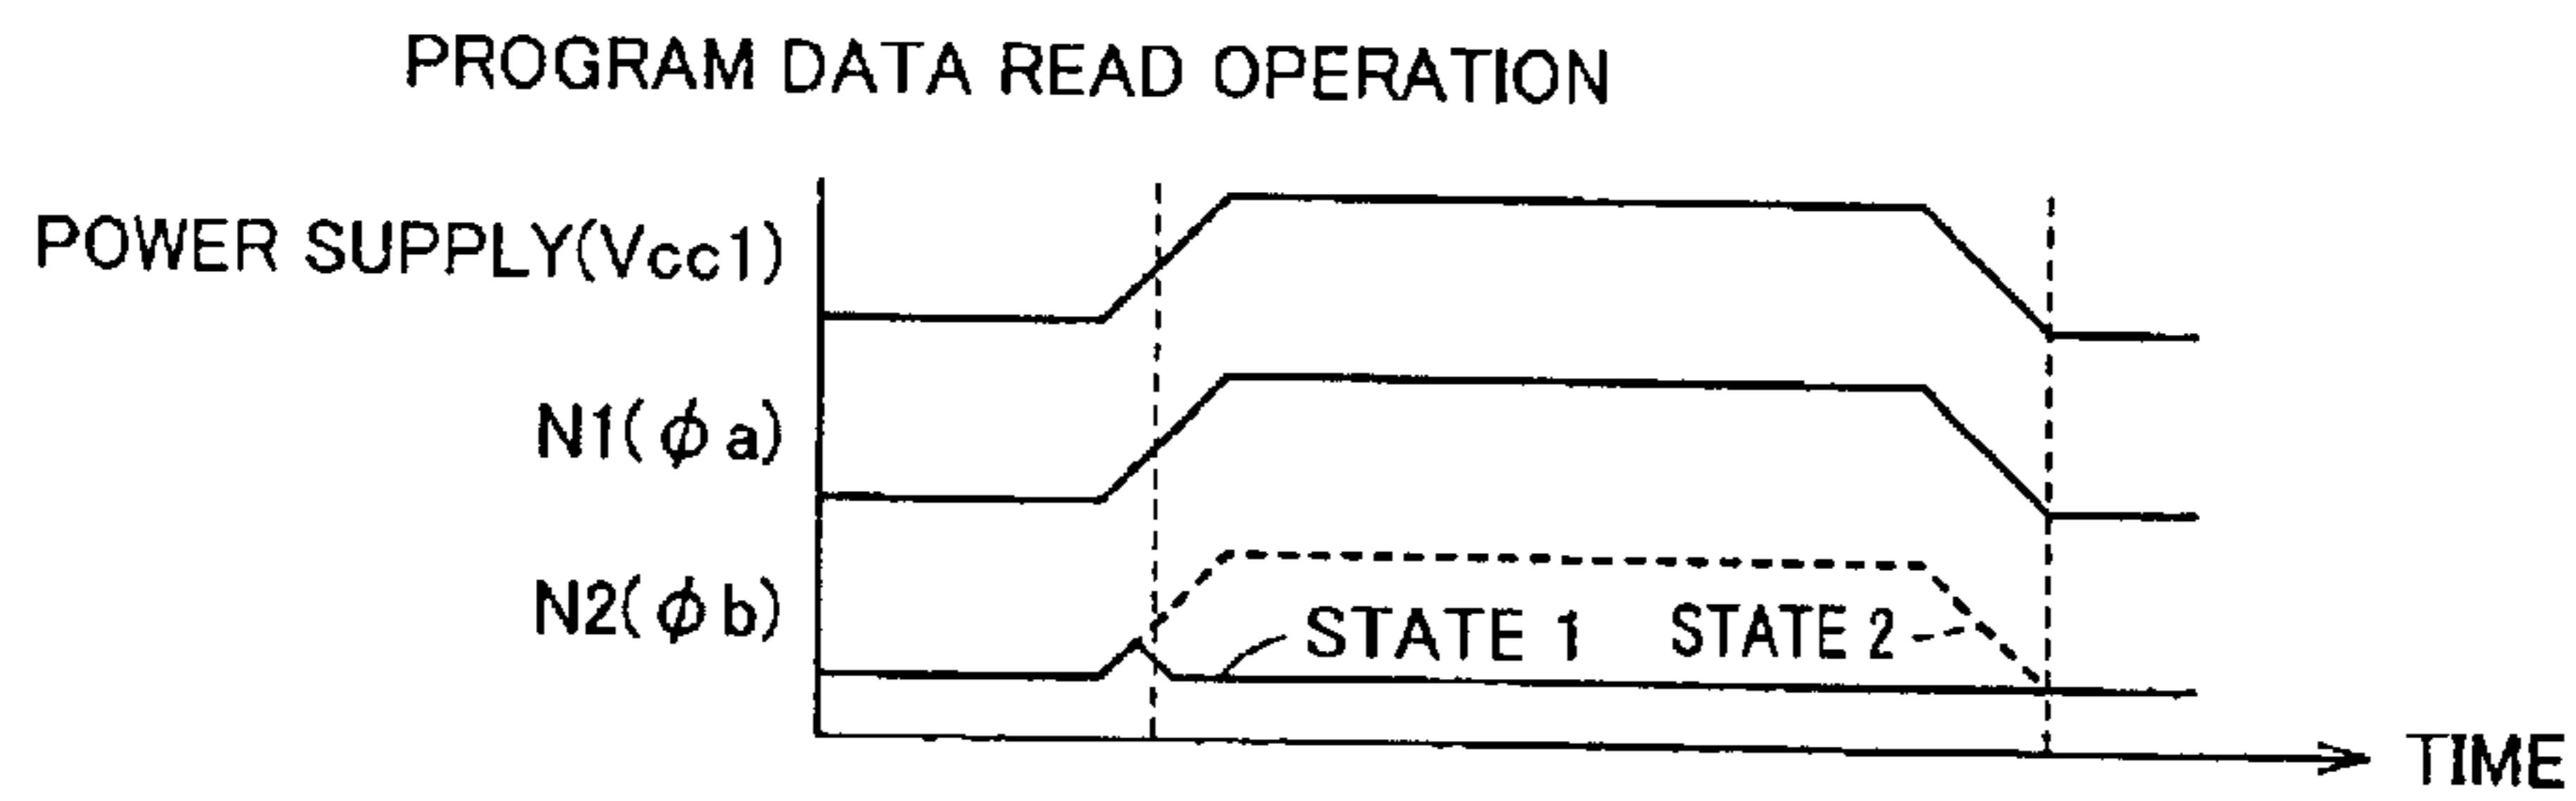 PROGRAM DATA READ OPERATION
POWER SUPPLY(Vcc1)
N1(ϕa)
N2(ϕb)
STATE 1
STATE 2
TIME